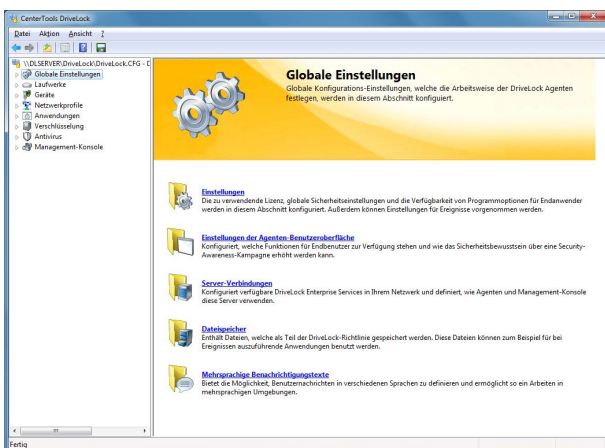 CenterTools DriveLock
Datei Aktion Ansicht ?
\\DLSERVER\DriveLock\DriveLock.CFG - D
Globale Einstellungen
Laufwerke
Geräte
Netzwerkprofile
Anwendungen
Verschlüsselung
Antivirus
Management-Konsole
Globale Einstellungen
Globale Konfigurations-Einstellungen, welche die Arbeitsweise der DriveLock Agenten
festlegen, werden in diesem Abschnitt konfiguriert.
Einstellungen
Die zu verwendende Lizenz, globale Sicherheitseinstellungen und die Verfügbarkeit von Programmoptionen für Endanwender
werden in diesem Abschnitt konfiguriert. Außerdem können Einstellungen für Ereignisse vorgenommen werden.
Einstellungen der Agenten-Benutzeroberfläche
Konfiguriert, welche Funktionen für Endbenutzer zur Verfügung stehen und wie das Sicherheitsbewusstsein über eine Security-
Awareness-Kampagne erhöht werden kann.
Server-Verbindungen
Konfiguriert verfügbare DriveLock Enterprise Services in Ihrem Netzwerk und definiert, wie Agenten und Management-Konsole
diese Server verwenden.
Dateispeicher
Enthält Dateien, welche als Teil der DriveLock-Richtlinie gespeichert werden. Diese Dateien können zum Beispiel für bei
Ereignissen auszuführende Anwendungen benutzt werden.
Mehrsprachige Benachrichtigungstexte
Bietet die Möglichkeit, Benutzernachrichten in verschiedenen Sprachen zu definieren und ermöglicht so ein Arbeiten in
mehrsprachigen Umgebungen.
Fertig